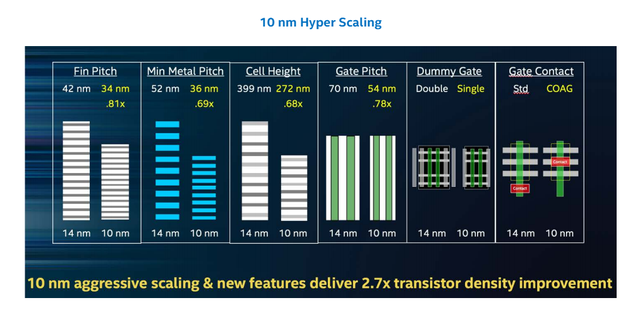 10 nm Hyper Scaling
Fin Pitch
42 nm 34 nm
.81x
14 nm 10 nm
Min Metal Pitch
52 nm 36 nm
.69x
14 nm 10 nm
Cell Height
399 nm 272 nm
.68x
14 nm 10 nm
Gate Pitch
70 nm 54 nm
.78x
14 nm 10 nm
Dummy Gate
Double Single
14 nm 10 nm
Gate Contact
Std COAG
Contact
Contact
14 nm 10 nm
10 nm aggressive scaling & new features deliver 2.7x transistor density improvement